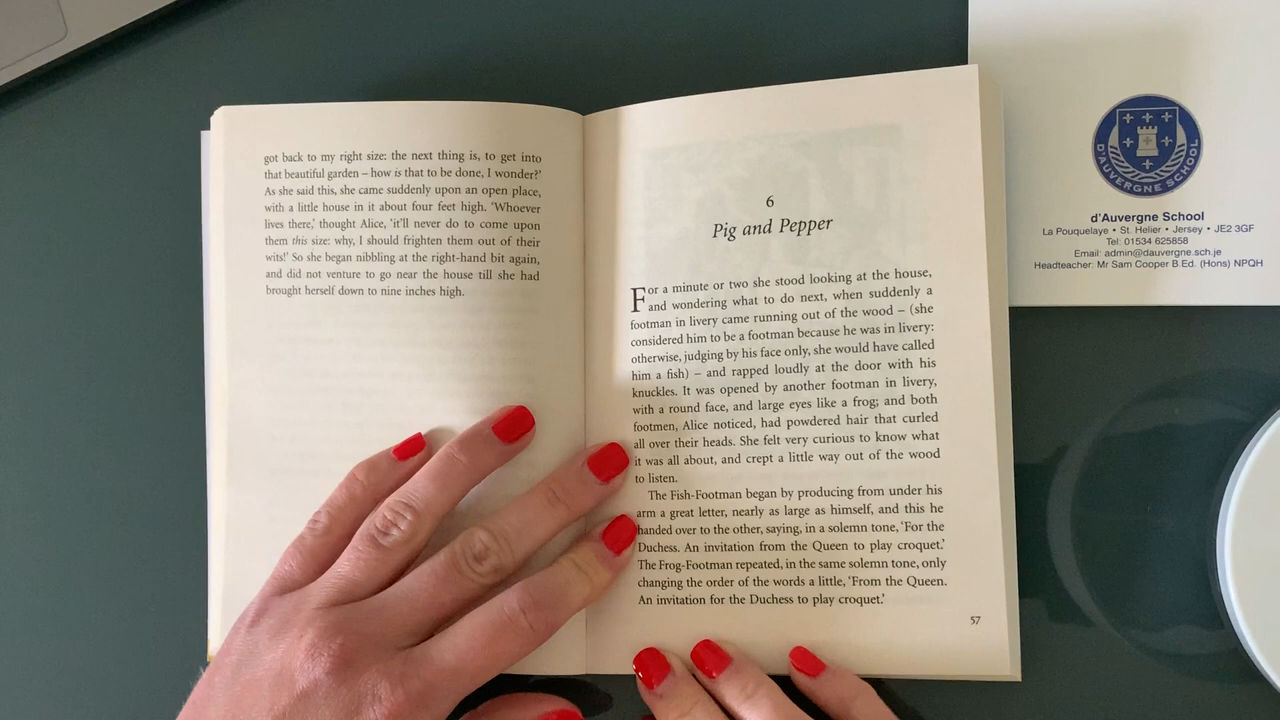 got back to my right size: the next thing is, to get into
that beautiful garden – how is that to be done, I wonder?’
As she said this, she came suddenly upon an open place,
with a little house in it about four feet high. ‘Whoever
lives there,’ thought Alice, ‘it’ll never do to come upon
them this size: why, I should frighten them out of their
wits!’ So she began nibbling at the right-hand bit again,
and did not venture to go near the house till she had
brought herself down to nine inches high.
6
Pig and Pepper
For a minute or two she stood looking at the house,
and wondering what to do next, when suddenly a
footman in livery came running out of the wood – (she
considered him to be a footman because he was in livery:
otherwise, judging by his face only, she would have called
him a fish) – and rapped loudly at the door with his
knuckles. It was opened by another footman in livery,
with a round face, and large eyes like a frog; and both
footmen, Alice noticed, had powdered hair that curled
all over their heads. She felt very curious to know what
it was all about, and crept a little way out of the wood
to listen.
The Fish-Footman began by producing from under his
arm a great letter, nearly as large as himself, and this he
handed over to the other, saying, in a solemn tone, ‘For the
Duchess. An invitation from the Queen to play croquet.’
The Frog-Footman repeated, in the same solemn tone, only
changing the order of the words a little, ‘From the Queen.
An invitation for the Duchess to play croquet.’
57
D'AUVERGNE SCHOOL
d'Auvergne School
La Pouquelaye • St. Helier • Jersey • JE2 3GF
Tel: 01534 625858
Email: admin@dauvergne.sch.je
Headteacher: Mr Sam Cooper B.Ed. (Hons) NPQH